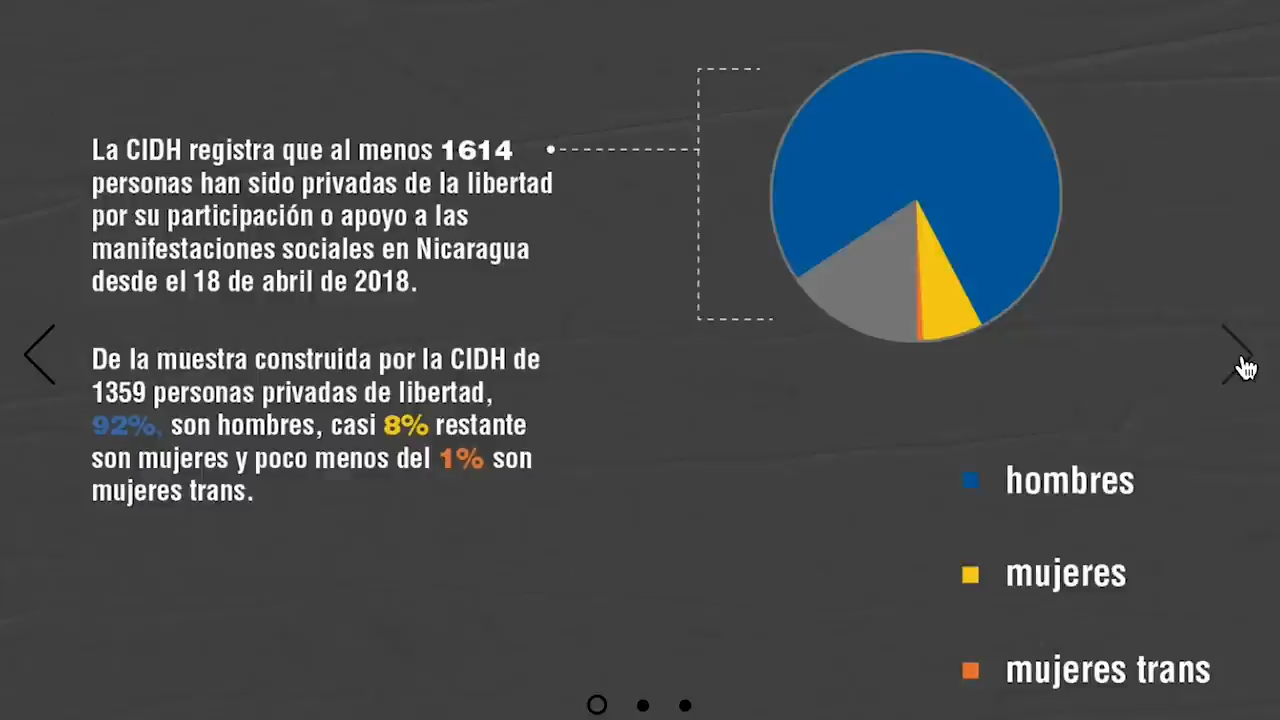 La CIDH registra que al menos 1614
personas han sido privadas de la libertad
por su participación o apoyo a las
manifestaciones sociales en Nicaragua
desde el 18 de abril de 2018.
De la muestra construida por la CIDH de
1359 personas privadas de libertad,
92%, son hombres, casi 8% restante
son mujeres y poco menos del 1% son
mujeres trans.
hombres
mujeres
mujeres trans